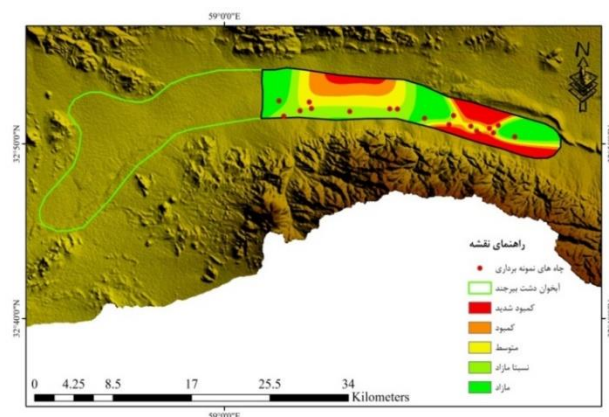 59°0'0"E
N
32°50'0"N
32°40'0"N
راهنمای نقشه
چاه های نمونه برداری
آبخوان دشت بیرجند
کمبود شدید
کمبود
متوسط
نسبتا مازاد
مازاد
0 4.25 8.5 17 25.5 34
Kilometers
59°0'0"E